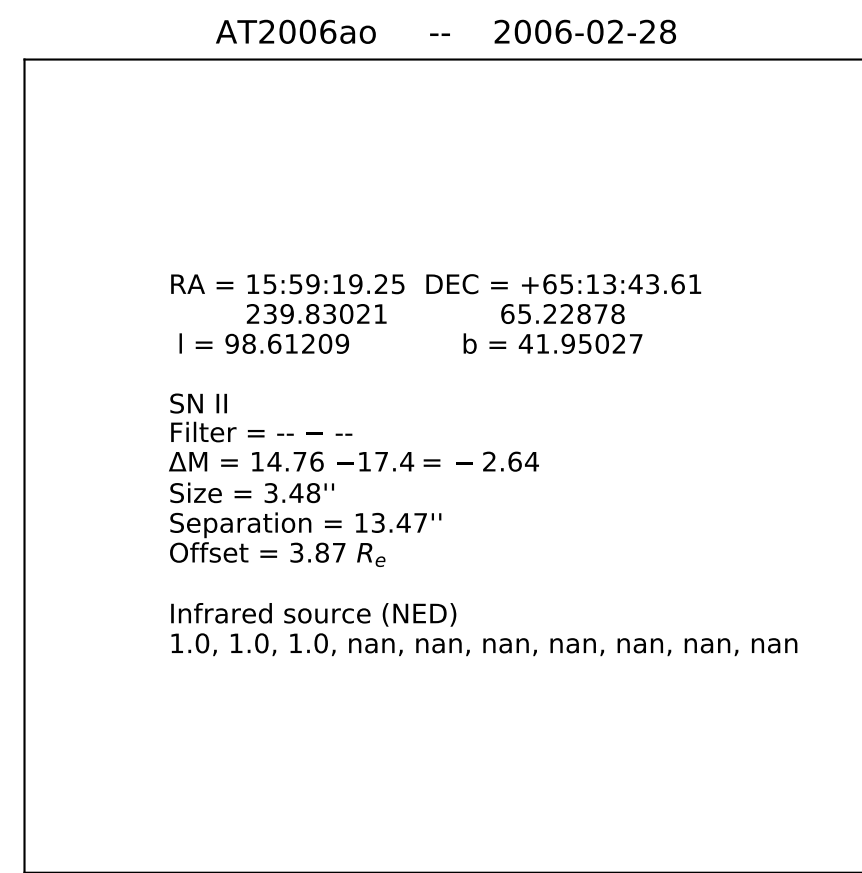 AT2006ao -- 2006-02-28
RA = 15:59:19.25 DEC = +65:13:43.61
239.83021 65.22878
l = 98.61209 b = 41.95027
SN II
Filter = -- − --
ΔM = 14.76 −17.4 = − 2.64
Size = 3.48''
Separation = 13.47''
Offset = 3.87 Re
Infrared source (NED)
1.0, 1.0, 1.0, nan, nan, nan, nan, nan, nan, nan